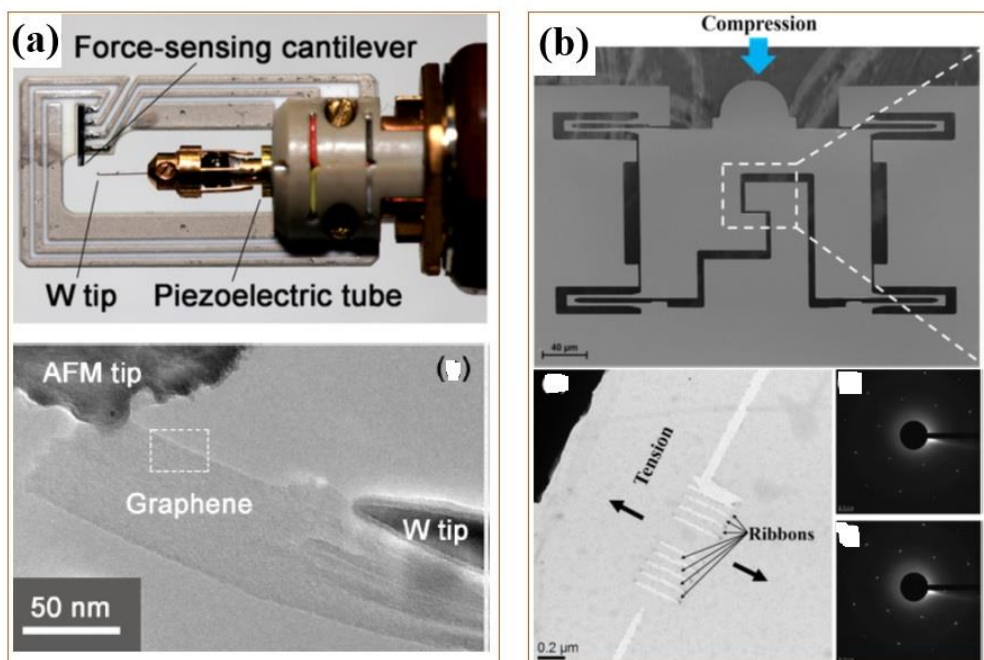 (a)
Force-sensing cantilever
W tip
Piezoelectric tube
AFM tip
Graphene
W tip
50 nm
(b)
Compression
40 μm
Tension
Ribbons
0.2 μm